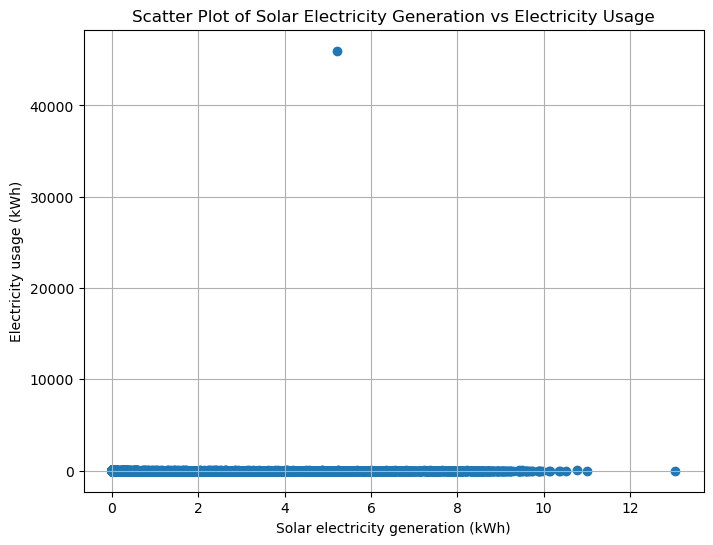 Scatter Plot of Solar Electricity Generation vs Electricity Usage
Electricity usage (kWh)
40000
30000
20000
10000
0
0 2 4 6 8 10 12
Solar electricity generation (kWh)